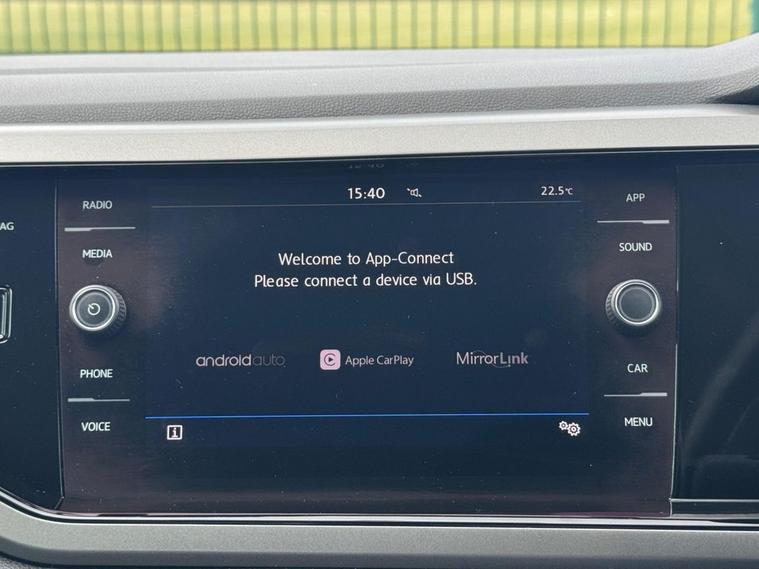 15:40
22.5°C
AG
RADIO
MEDIA
PHONE
VOICE
Welcome to App-Connect
Please connect a device via USB.
androidauto
Apple CarPlay
MirrorLink
i
APP
SOUND
CAR
MENU